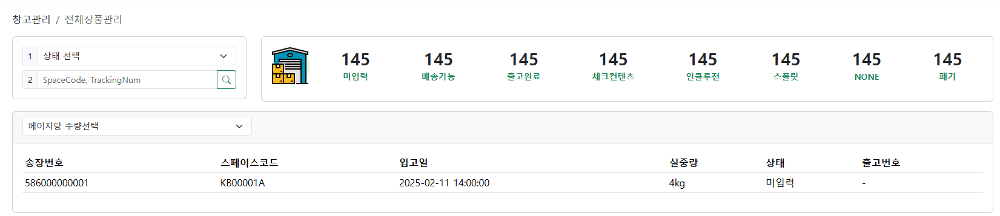 창고관리 / 전체상품관리
1 상태 선택
2 SpaceCode, TrackingNum
145 145 145 145 145 145 145 145
미입력 배송가능 출고완료 체크컨텐츠 인클루전 스플릿 NONE 폐기
페이지당 수량선택
송장번호 스페이스코드 입고일 실중량 상태 출고번호
586000000001 KB00001A 2025-02-11 14:00:00 4kg 미입력 -